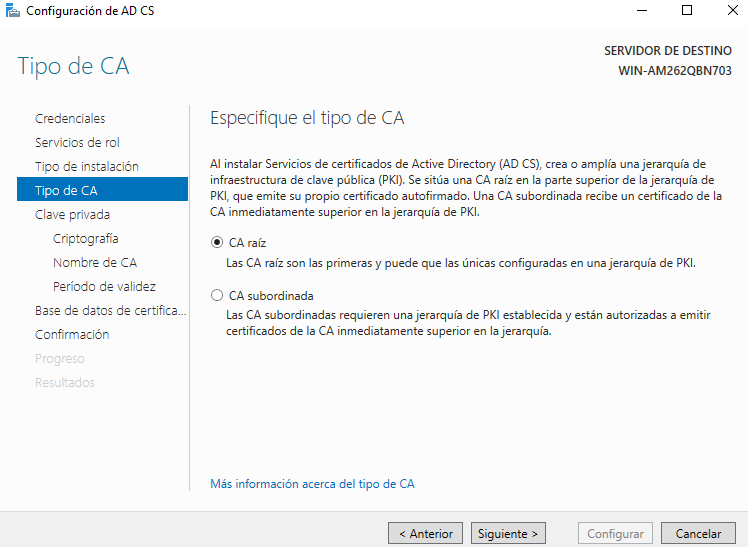 Configuración de AD CS
Tipo de CA
SERVIDOR DE DESTINO
WIN-AM262QBN703
Credenciales
Servicios de rol
Tipo de instalación
Tipo de CA
Clave privada
Criptografía
Nombre de CA
Período de validez
Base de datos de certifica...
Confirmación
Progreso
Resultados
Especifique el tipo de CA
Al instalar Servicios de certificados de Active Directory (AD CS), crea o amplía una jerarquía de
infraestructura de clave pública (PKI). Se sitúa una CA raíz en la parte superior de la jerarquía de
PKI, que emite su propio certificado autofirmado. Una CA subordinada recibe un certificado de la
CA inmediatamente superior en la jerarquía de PKI.
CA raíz
Las CA raíz son las primeras y puede que las únicas configuradas en una jerarquía de PKI.
CA subordinada
Las CA subordinadas requieren una jerarquía de PKI establecida y están autorizadas a emitir
certificados de la CA inmediatamente superior en la jerarquía.
Más información acerca del tipo de CA
< Anterior
Siguiente >
Configurar
Cancelar